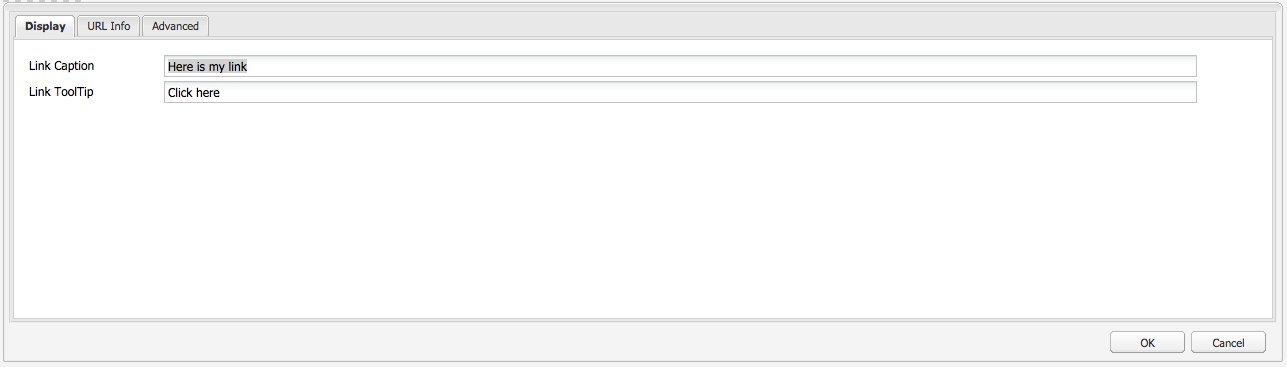 Display URL Info Advanced
Link Caption Here is my link
Link ToolTip Click here
OK Cancel